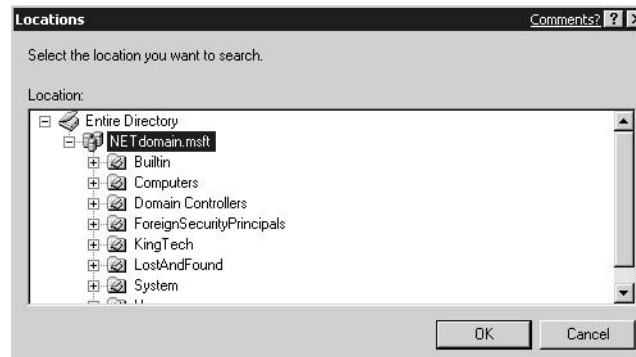 Locations
Comments?
Select the location you want to search.
Location:
Entire Directory
NETdomain.msft
Builtin
Computers
Domain Controllers
ForeignSecurityPrincipals
KingTech
LostAndFound
System
OK
Cancel